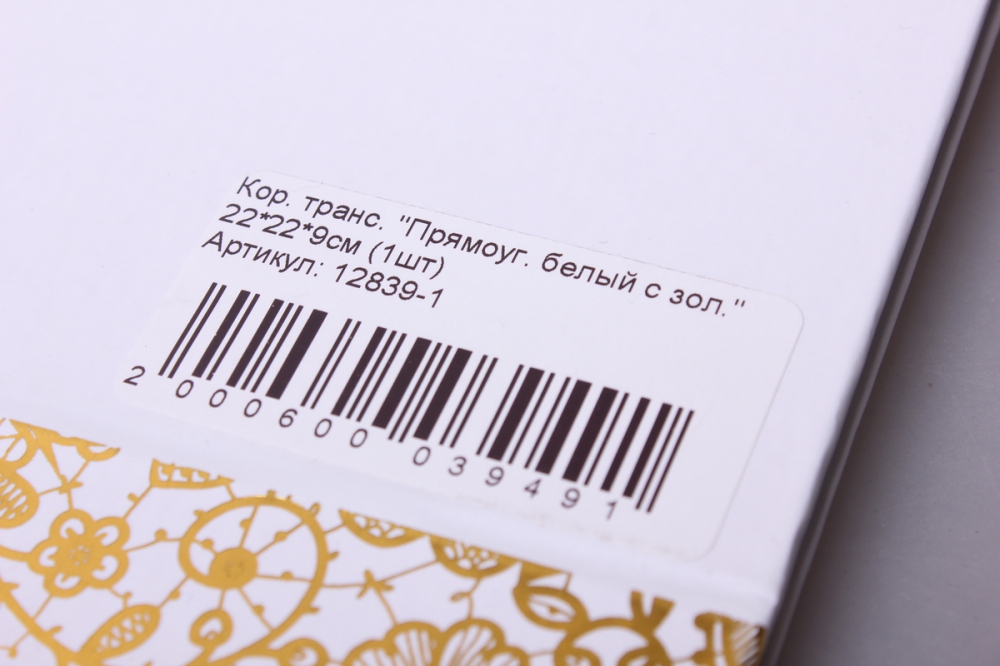 Кор. транс. "Прямоуг. белый с зол."
22*22*9см (1шт)
Артикул: 12839-1
2 000600 039491